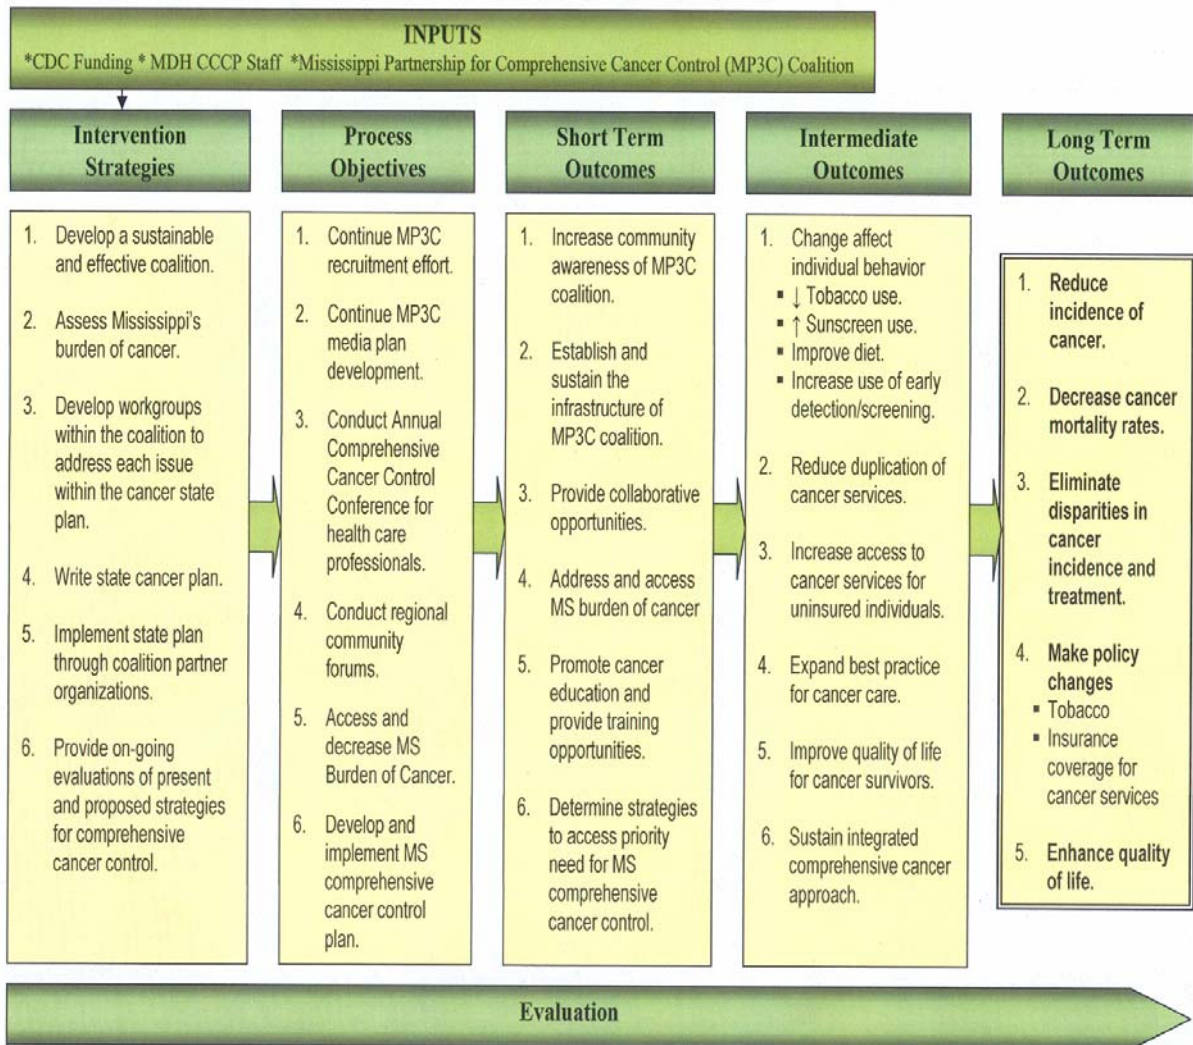 INPUTS
*CDC Funding * MDH CCCP Staff *Mississippi Partnership for Comprehensive Cancer Control (MP3C) Coalition
Intervention
Strategies
1. Develop a sustainable
and effective coalition.
2. Assess Mississippi's
burden of cancer.
3. Develop workgroups
within the coalition to
address each issue
within the cancer state
plan.
4. Write state cancer plan.
5. Implement state plan
through coalition partner
organizations.
6. Provide on-going
evaluations of present
and proposed strategies
for comprehensive
cancer control.
Process
Objectives
1. Continue MP3C
recruitment effort.
2. Continue MP3C
media plan
development.
3. Conduct Annual
Comprehensive
Cancer Control
Conference for
health care
professionals.
4. Conduct regional
community
forums.
5. Access and
decrease MS
Burden of Cancer.
6. Develop and
implement MS
comprehensive
cancer control
plan.
Short Term
Outcomes
1. Increase community
awareness of MP3C
coalition.
2. Establish and
sustain the
infrastructure of
MP3C coalition.
3. Provide collaborative
opportunities.
4. Address and access
MS burden of cancer
5. Promote cancer
education and
provide training
opportunities.
6. Determine strategies
to access priority
need for MS
comprehensive
cancer control.
Intermediate
Outcomes
1. Change affect
individual behavior
▪ ↓ Tobacco use.
▪ ↑ Sunscreen use.
▪ Improve diet.
▪ Increase use of early
detection/screening.
2. Reduce duplication of
cancer services.
3. Increase access to
cancer services for
uninsured individuals.
4. Expand best practice
for cancer care.
5. Improve quality of life
for cancer survivors.
6. Sustain integrated
comprehensive cancer
approach.
Long Term
Outcomes
1. Reduce
incidence of
cancer.
2. Decrease cancer
mortality rates.
3. Eliminate
disparities in
cancer
incidence and
treatment.
4. Make policy
changes
▪ Tobacco
▪ Insurance
coverage for
cancer services
5. Enhance quality
of life.
Evaluation